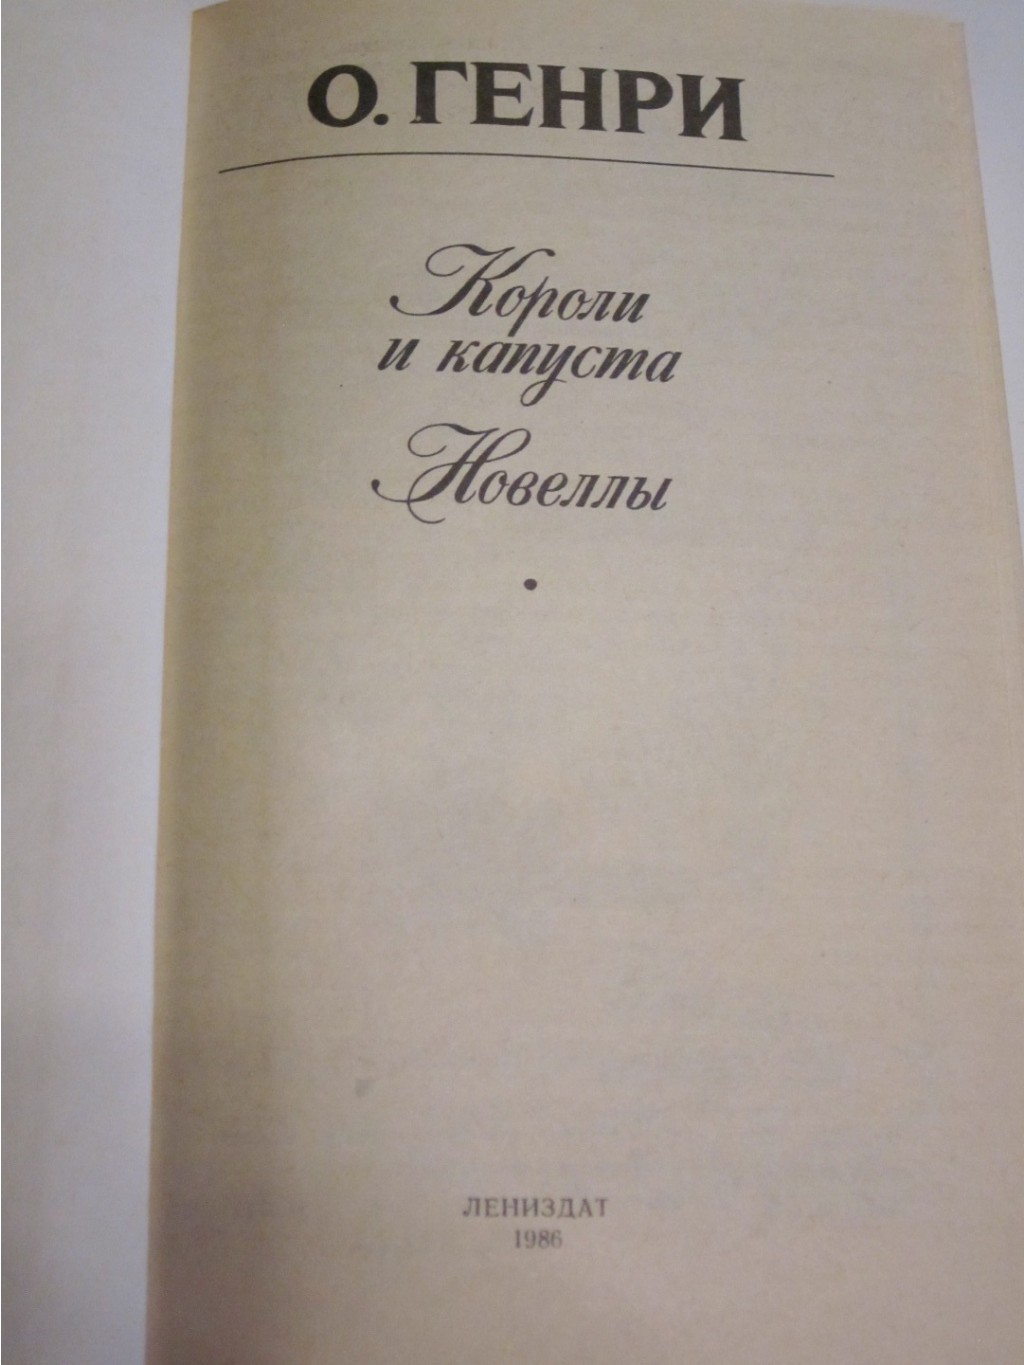 О. ГЕНРИ
Короли
и капуста
Новеллы
ЛЕНИЗДАТ
1986